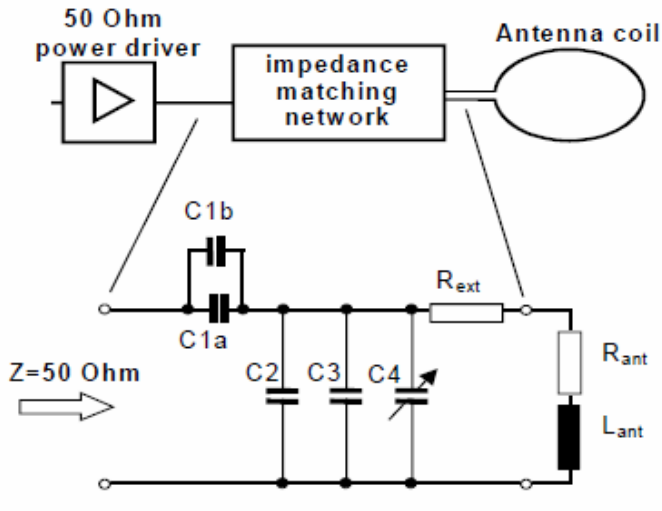 50 Ohm
power driver
Antenna coil
impedance
matching
network
C1b
C1a
Rext
Z=50 Ohm
C2
C3
C4
Rant
Lant